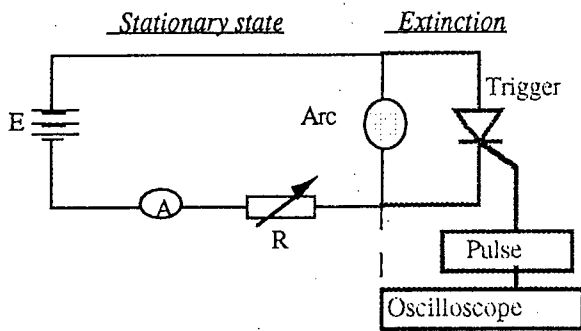 Stationary state
Extinction
Trigger
E
Arc
A
R
Pulse
Oscilloscope